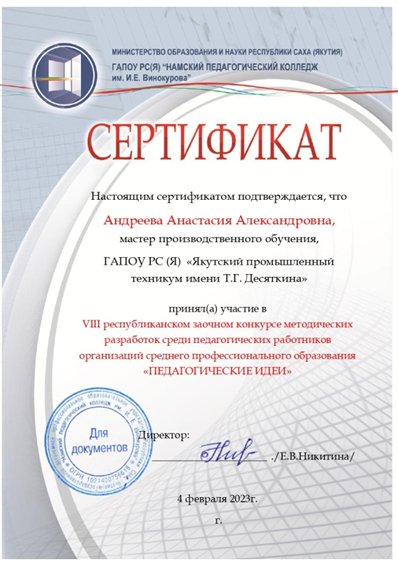 МИНИСТЕРСТВО ОБРАЗОВАНИЯ И НАУКИ РЕСПУБЛИКИ САХА (ЯКУТИЯ)
ГАПОУ РС(Я) "НАМСКИЙ ПЕДАГОГИЧЕСКИЙ КОЛЛЕДЖ
им. И.Е. Винокурова"
СЕРТИФИКАТ
Настоящим сертификатом подтверждается, что
Андреева Анастасия Александровна,
мастер производственного обучения,
ГАПОУ РС (Я) «Якутский промышленный
техникум имени Т.Г. Десяткина»
принял(а) участие в
VIII республиканском заочном конкурсе методических
разработок среди педагогических работников
организаций среднего профессионального образования
«ПЕДАГОГИЧЕСКИЕ ИДЕИ»
Для
документов
Директор:
./Е.В.Никитина/
4 февраля 2023г.
г.